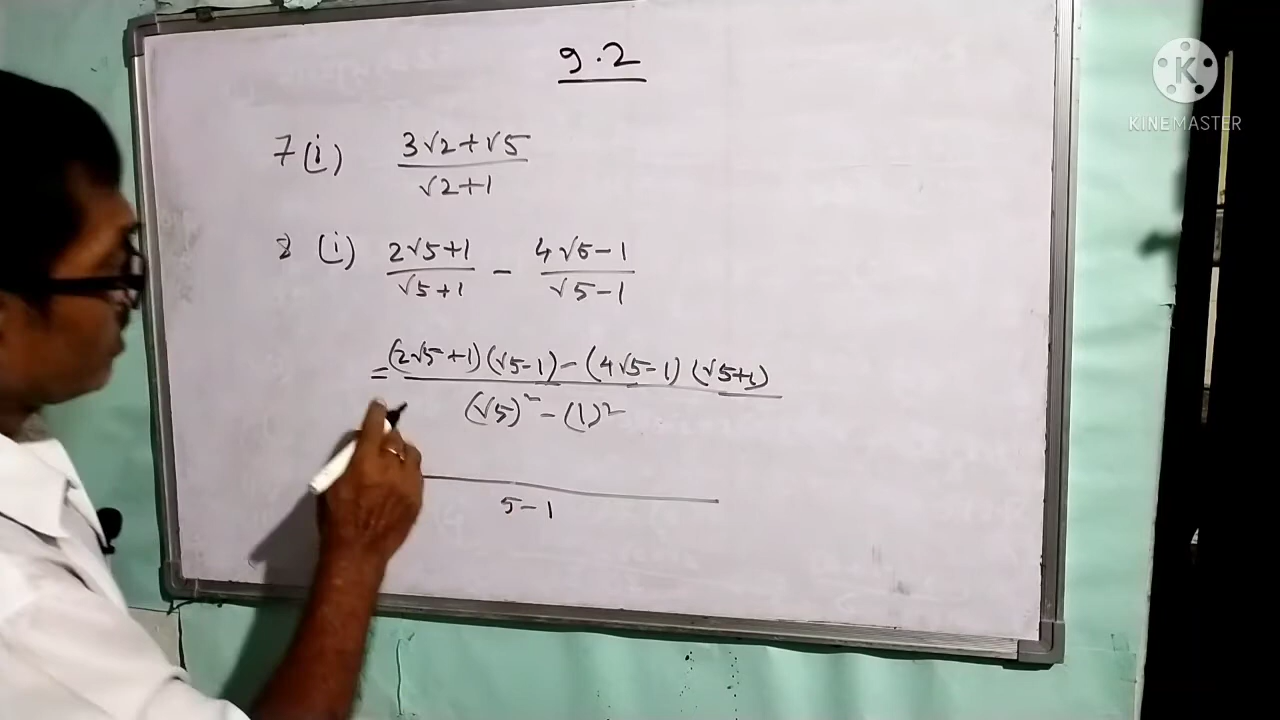 9.2
7 (i) (3√2+√5)/(√2+1)
8 (i) (2√5+1)/(√5+1) - (4√5-1)/(√5-1)
= ((2√5+1)(√5-1)-(4√5-1)(√5+1))/((√5)²-(1)²)
5-1
KINEMASTER